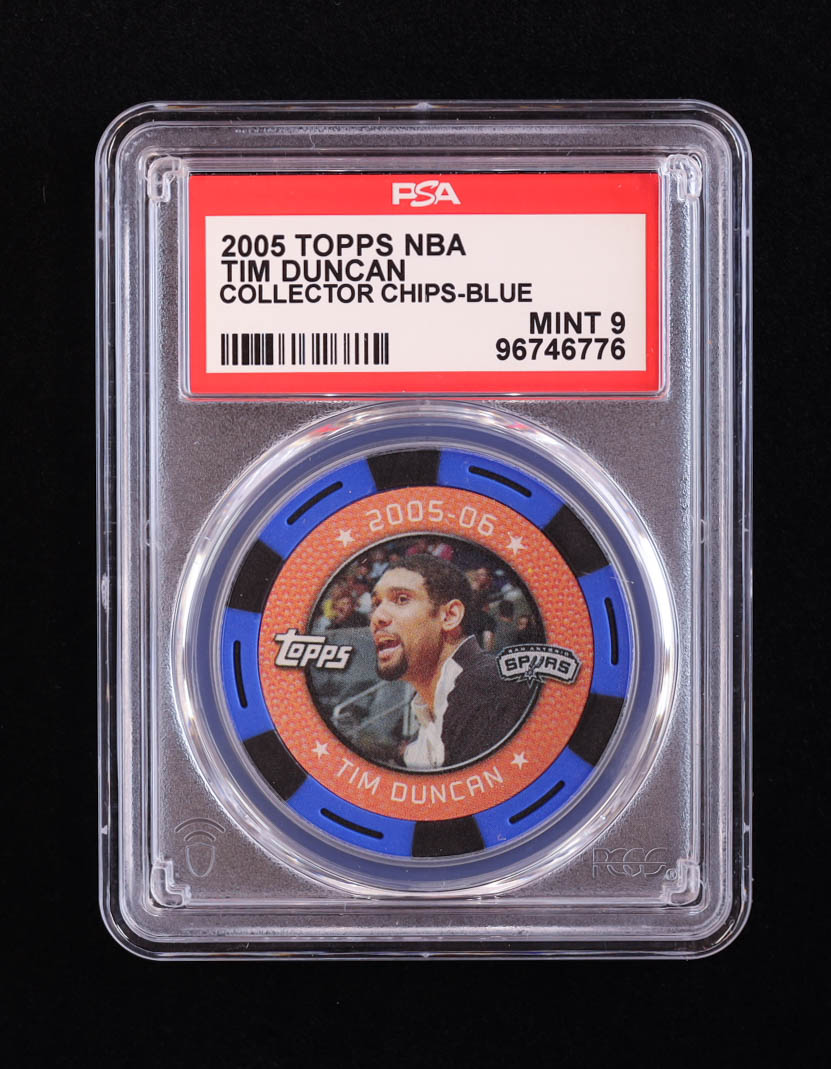 PSA
2005 TOPPS NBA
TIM DUNCAN
COLLECTOR CHIPS-BLUE
MINT 9
96746776
2005-06
Topps
SAN ANTONIO
SPURS
TIM DUNCAN
PCGS